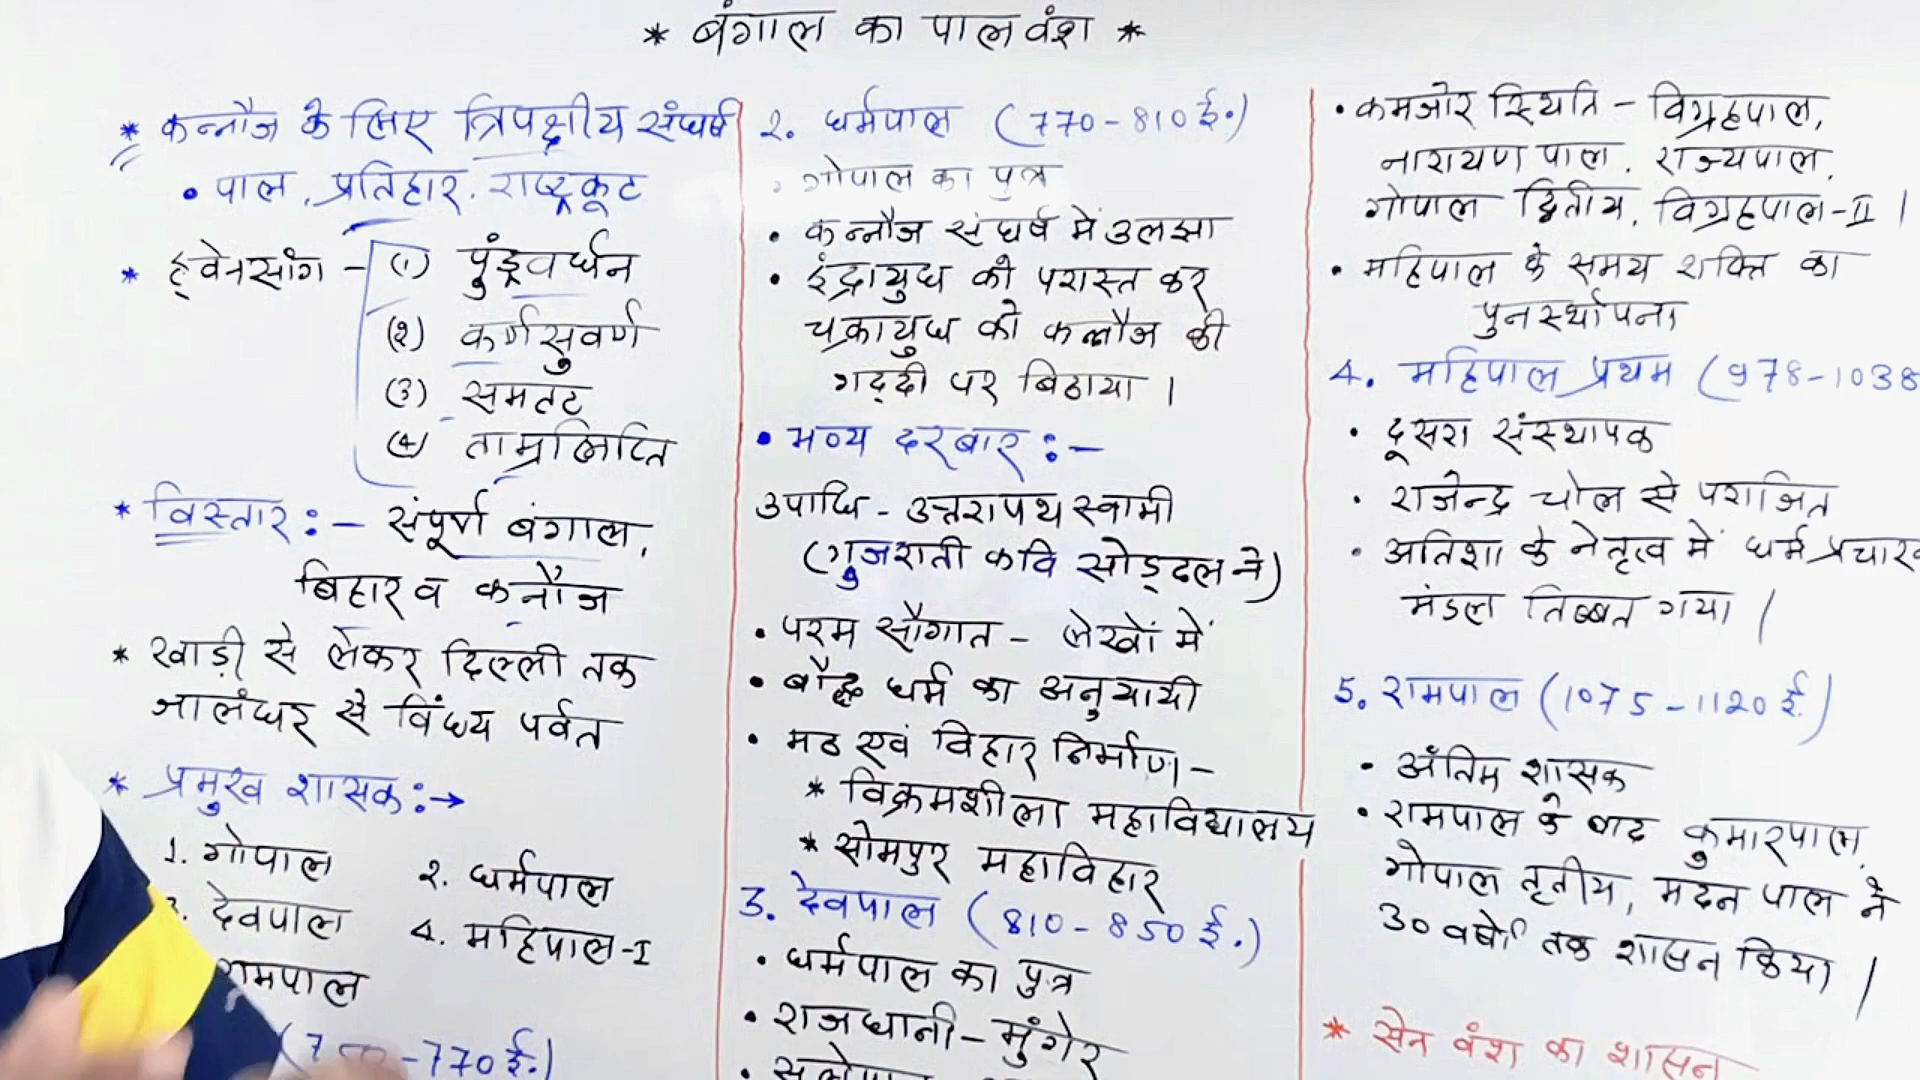 * बंगाल का पाल वंश *
* कन्नौज के लिए त्रिपक्षीय संघर्ष
• पाल, प्रतिहार, राष्ट्रकूट
* ह्वेनसांग - (1) पुंड्रवर्धन
(2) कर्णसुवर्ण
(3) समतट
(4) ताम्रलिप्ति
* विस्तार :- संपूर्ण बंगाल,
बिहार व कनौज
* खाड़ी से लेकर दिल्ली तक
जालंधर से विंध्य पर्वत
* प्रमुख शासक :→
1. गोपाल 2. धर्मपाल
देवपाल 4. महिपाल-I
मपाल
-770 ई.)
2. धर्मपाल (770-810 ई.)
• गोपाल का पुत्र
• कन्नौज संघर्ष में उलझा
• इंद्रायुध को परास्त कर
चक्रायुध को कन्नौज की
गद्दी पर बिठाया।
• भव्य दरबार :-
उपाधि - उत्तरापथ स्वामी
(गुजराती कवि सोड्ढल ने)
• परम सौगात - लेखों में
• बौद्ध धर्म का अनुयायी
• मठ एवं विहार निर्माण -
* विक्रमशीला महाविद्यालय
* सोमपुर महाविहार
3. देवपाल (810-850 ई.)
• धर्मपाल का पुत्र
• राजधानी - मुंगेर
• कमजोर स्थिति - विग्रहपाल,
नारायण पाल, राज्यपाल,
गोपाल द्वितीय, विग्रहपाल-II।
• महिपाल के समय शक्ति का
पुनर्स्थापना
4. महिपाल प्रथम (978-1038
• दूसरा संस्थापक
• राजेन्द्र चोल से पराजित
• अतिशा के नेतृत्व में धर्म प्रचारक
मंडल तिब्बत गया।
5. रामपाल (1075-1120 ई.)
• अंतिम शासक
• रामपाल के बाद कुमारपाल,
गोपाल तृतीय, मदन पाल ने
30 वर्षों तक शासन किया।
* सेन वंश का शासन